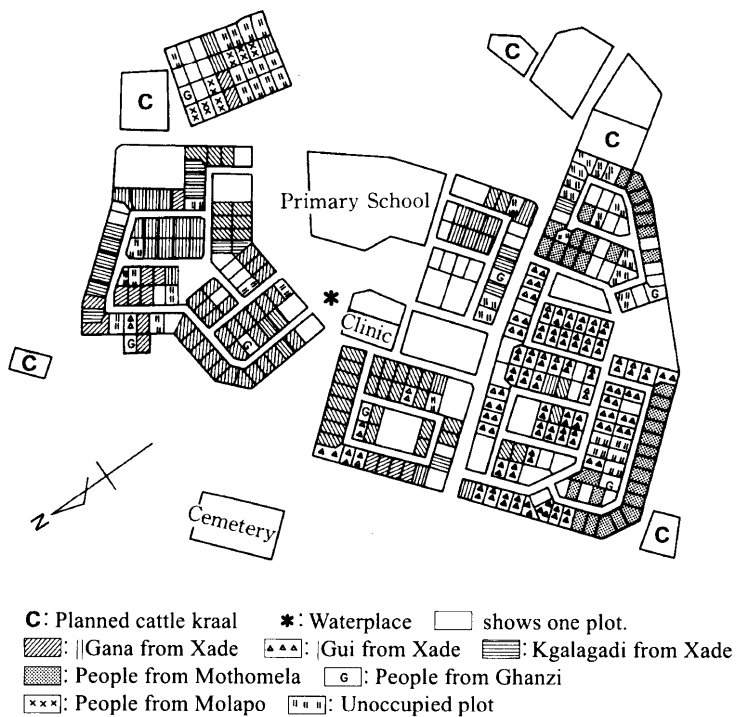 C
C
C
G
Primary School
G
G
Clinic
G
G
C
N
Cemetery
G
G
C
C: Planned cattle kraal ✱: Waterplace shows one plot.
: ||Gana from Xade : |Gui from Xade : Kgalagadi from Xade
: People from Mothomela G : People from Ghanzi
××× : People from Molapo : Unoccupied plot